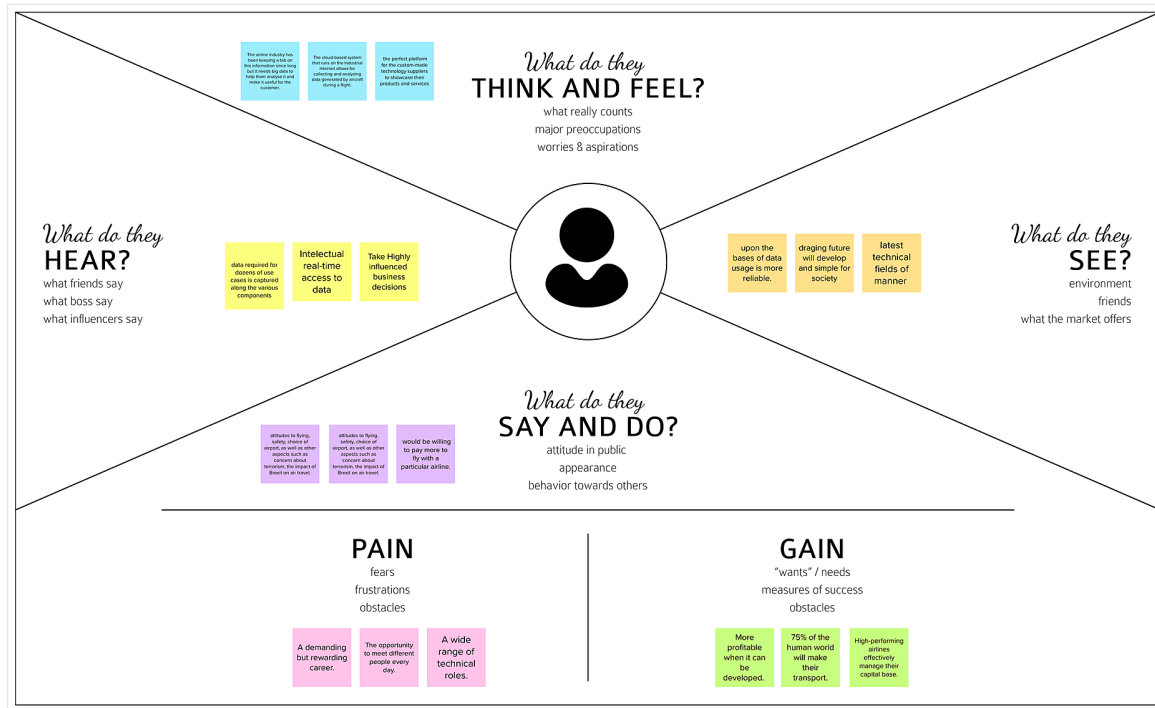 The airline industry has
been keeping a tab on
this information since long
but it needs big data to
help them analyse it and
make it useful for the
customer.
The cloud-based system
that runs on the Industrial
Internet allows for
collecting and analyzing
data generated by aircraft
during a flight.
the perfect platform
for the custom-made
technology suppliers
to showcase their
products and services
What do they
THINK AND FEEL?
what really counts
major preoccupations
worries & aspirations
What do they
HEAR?
what friends say
what boss say
what influencers say
data required for
dozens of use
cases is captured
along the various
components
Intelectual
real-time
access to
data
Take Highly
influenced
business
decisions
upon the
bases of data
usage is more
reliable.
draging future
will develop
and simple for
society
latest
technical
fields of
manner
What do they
SEE?
environment
friends
what the market offers
What do they
SAY AND DO?
attitude in public
appearance
behavior towards others
attitudes to flying,
safety, choice of
airport, as well as other
aspects such as
concern about
terrorism, the impact of
Brexit on air travel.
attitudes to flying,
safety, choice of
airport, as well as other
aspects such as
concern about
terrorism, the impact of
Brexit on air travel.
would be willing
to pay more to
fly with a
particular airline.
PAIN
fears
frustrations
obstacles
A demanding
but rewarding
career.
The opportunity
to meet different
people every
day.
A wide
range of
technical
roles.
GAIN
"wants" / needs
measures of success
obstacles
More
profitable
when it can
be
developed.
75% of the
human world
will make
their
transport.
High-performing
airlines
effectively
manage their
capital base.